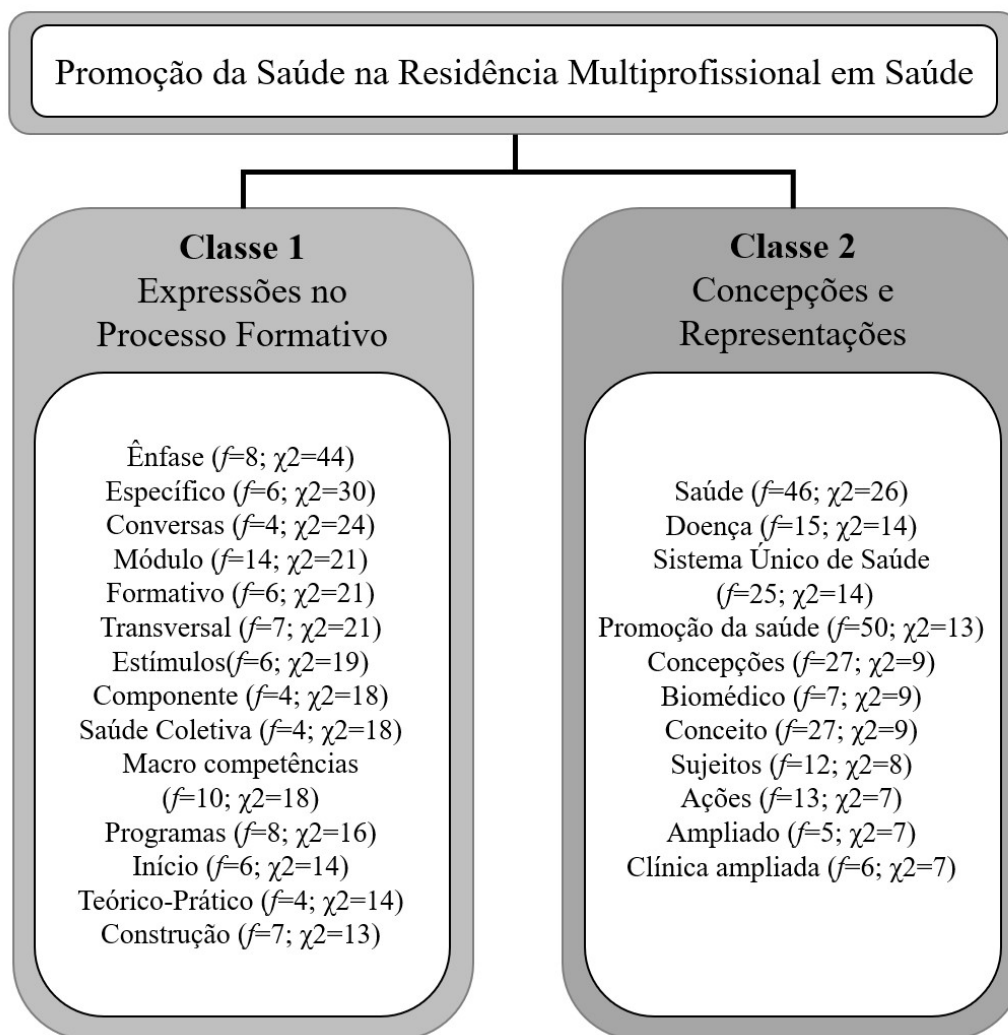 Promoção da Saúde na Residência Multiprofissional em Saúde
Classe 1
Expressões no
Processo Formativo
Ênfase (f=8; χ2=44)
Específico (f=6; χ2=30)
Conversas (f=4; χ2=24)
Módulo (f=14; χ2=21)
Formativo (f=6; χ2=21)
Transversal (f=7; χ2=21)
Estímulos(f=6; χ2=19)
Componente (f=4; χ2=18)
Saúde Coletiva (f=4; χ2=18)
Macro competências
(f=10; χ2=18)
Programas (f=8; χ2=16)
Início (f=6; χ2=14)
Teórico-Prático (f=4; χ2=14)
Construção (f=7; χ2=13)
Classe 2
Concepções e
Representações
Saúde (f=46; χ2=26)
Doença (f=15; χ2=14)
Sistema Único de Saúde
(f=25; χ2=14)
Promoção da saúde (f=50; χ2=13)
Concepções (f=27; χ2=9)
Biomédico (f=7; χ2=9)
Conceito (f=27; χ2=9)
Sujeitos (f=12; χ2=8)
Ações (f=13; χ2=7)
Ampliado (f=5; χ2=7)
Clínica ampliada (f=6; χ2=7)